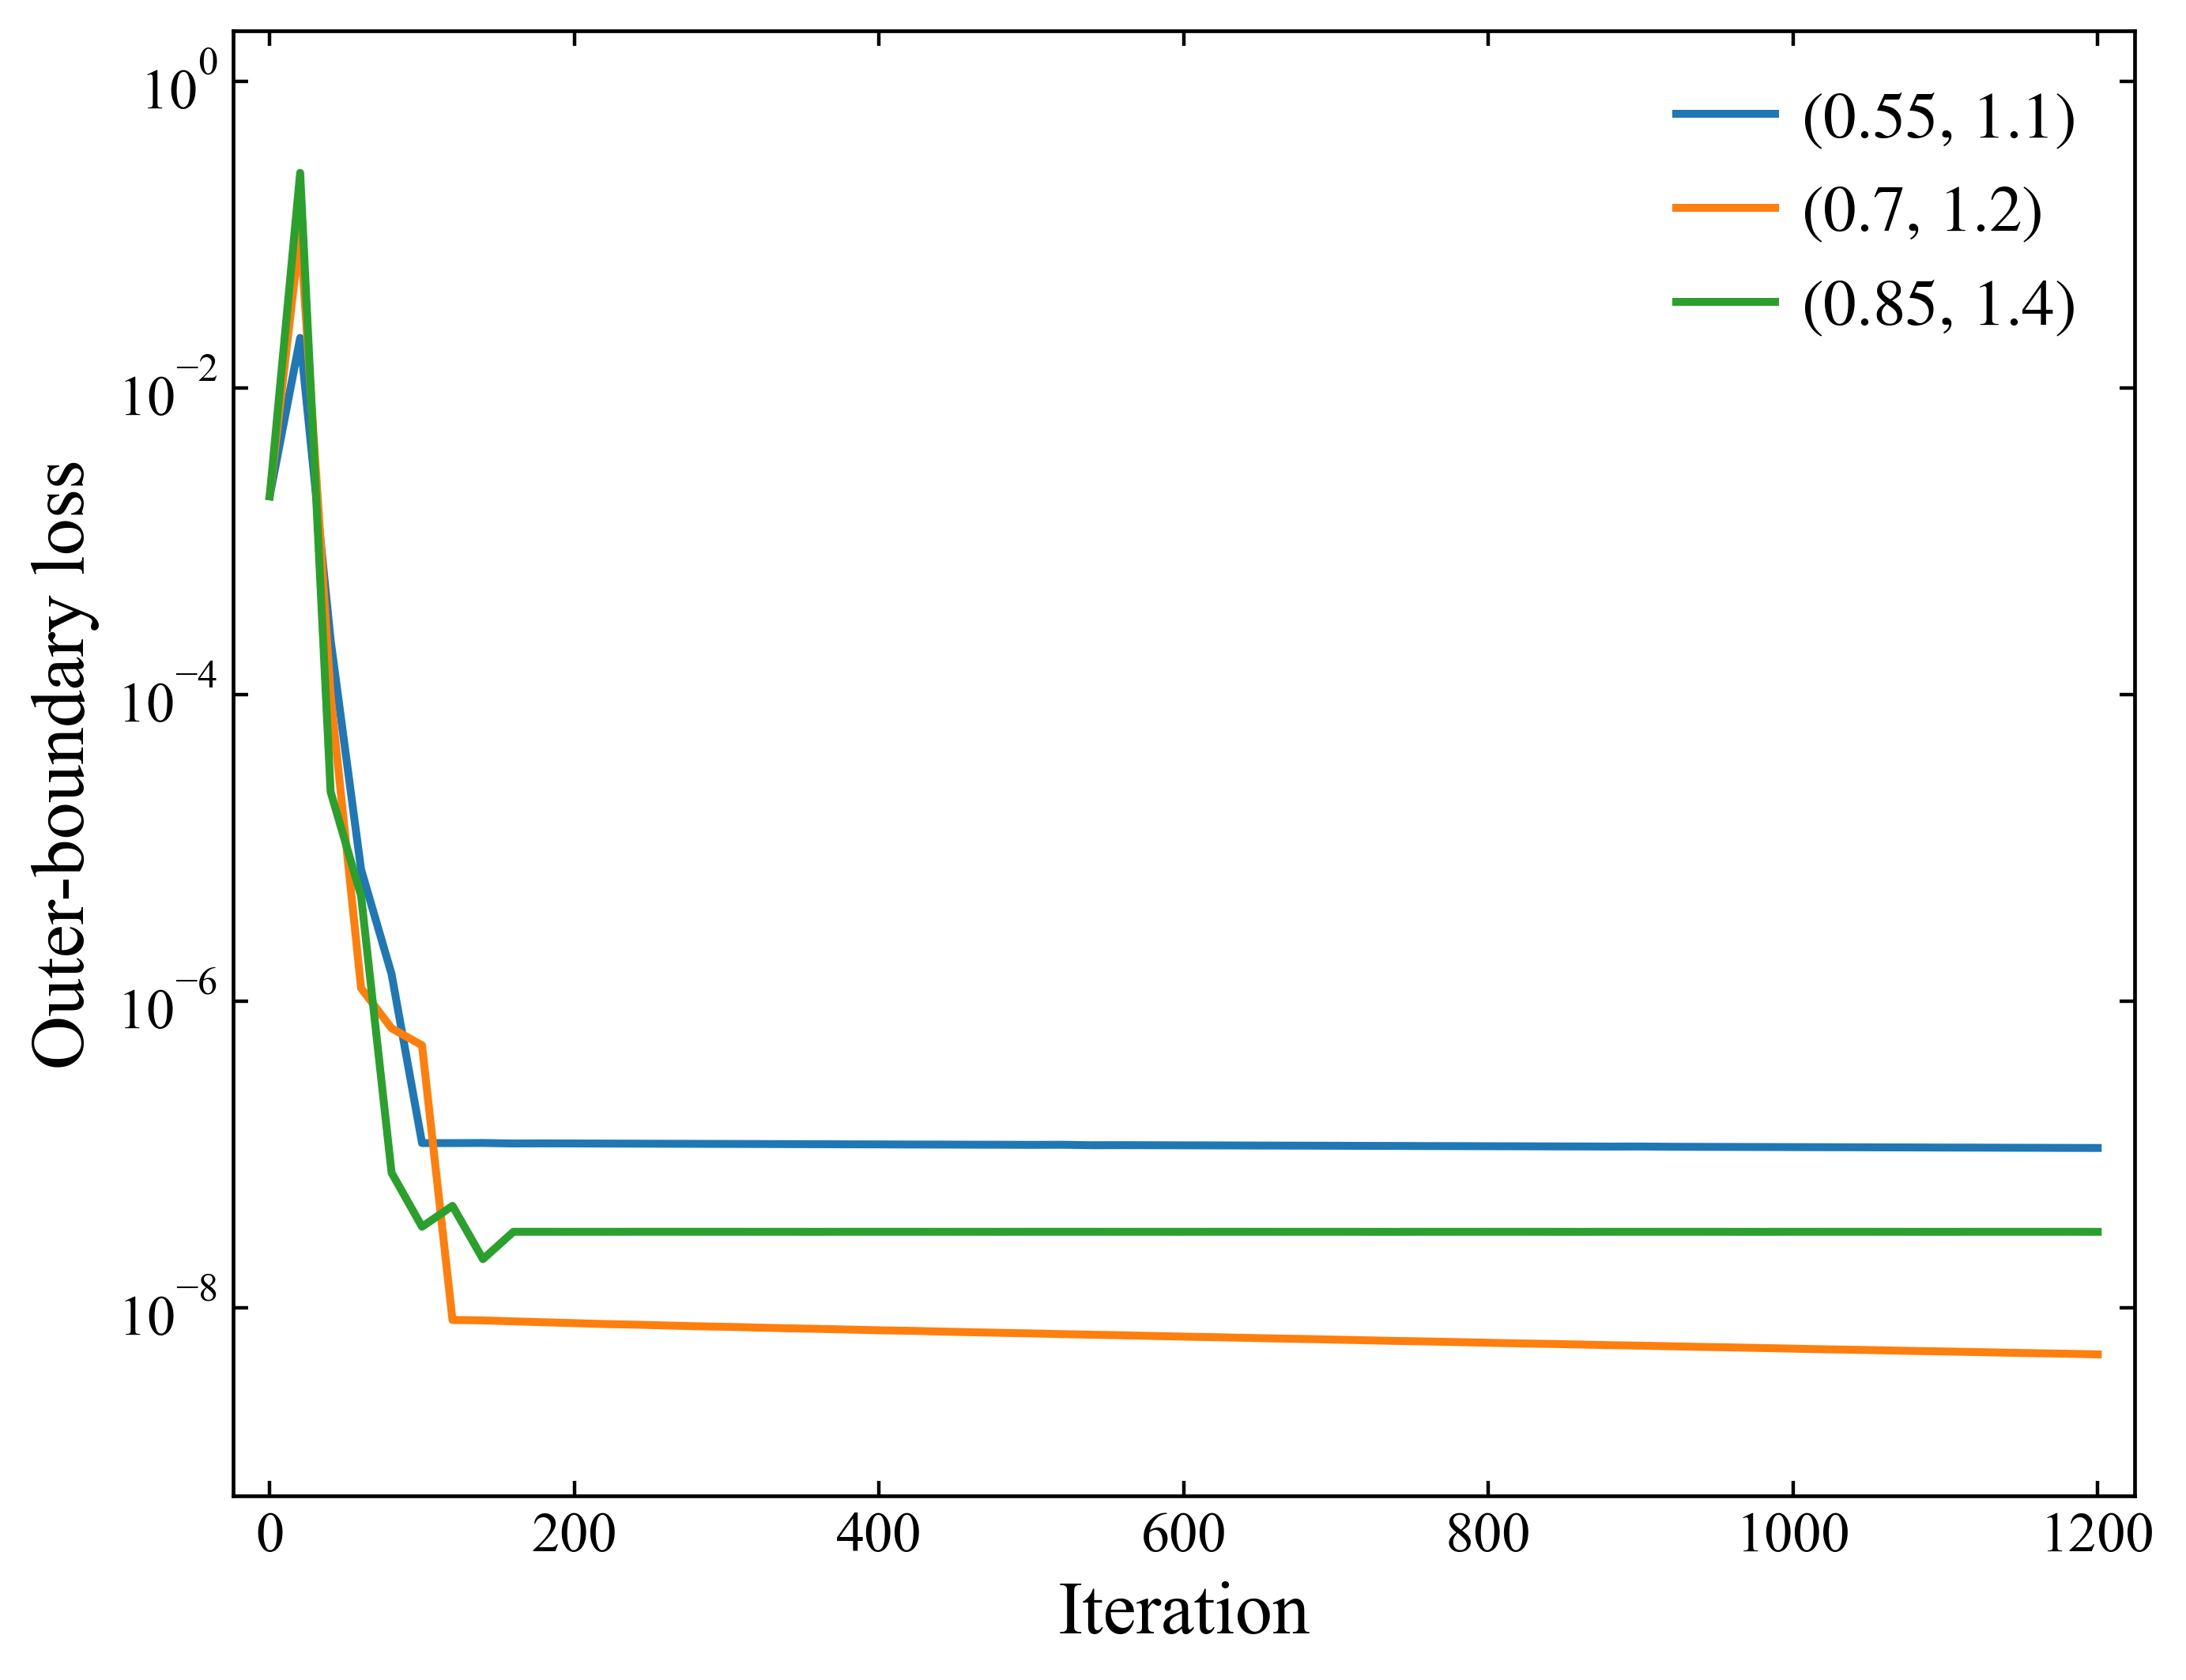 10^0
10^−2
10^−4
10^−6
10^−8
Outer-boundary loss
(0.55, 1.1)
(0.7, 1.2)
(0.85, 1.4)
0 200 400 600 800 1000 1200
Iteration